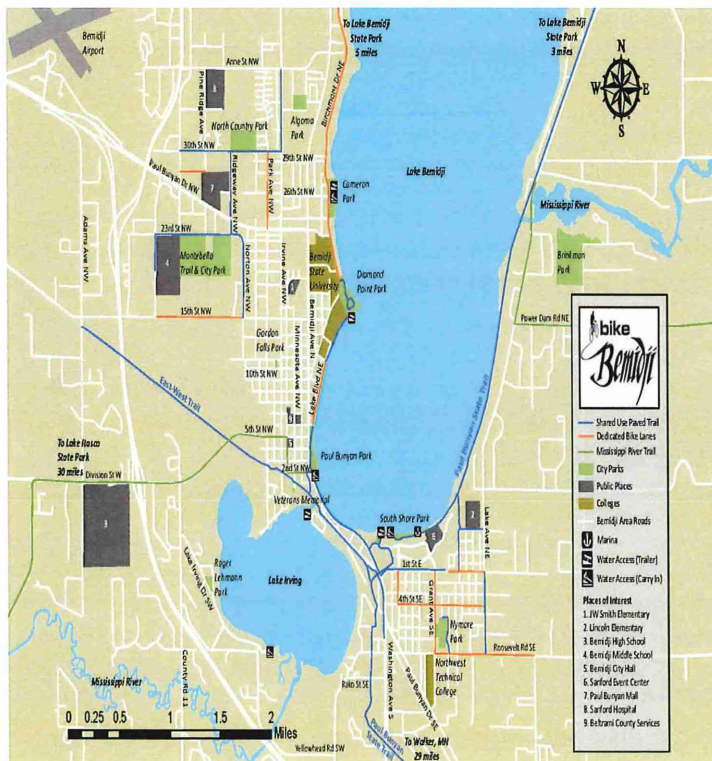 To Lake Bemidji
State Park
5 miles
To Lake Bemidji
State Park
3 miles
Bemidji
Airport
N
W E
S
Anne St NW
Pine Ridge Ave
8
Birchmont Dr NE
Algoma
Park
North Country Park
30th St NW
29th St NW
Paul Bunyan Dr NW
Ridgeway Ave NW
Park Ave NW
26th St NW
Cameron
Park
Lake Bemidji
7
Mississippi River
Adams Ave NW
23rd St NW
4
Montebello
Trail & City Park
Norton Ave NW
Irvine Ave NW
Bemidji
State
University
Diamond
Point Park
Brinkman
Park
15th St NW
Bemidji Ave N
Power Dam Rd NE
Gordon
Falls Park
Minnesota Ave NW
10th St NW
Lake Blvd NE
East-West Trail
Paul Bunyan State Trail
5th St NW
To Lake Itasca
State Park
30 miles
Division St W
2nd St NW
Paul Bunyan Park
Veterans Memorial
South Shore Park
2
Lake Ave NE
6
3
Roger
Lehmann
Park
Lake Irving
Lake Irving Dr SW
1st St E
4th St SE
Grant Ave SE
Nymore
Park
Roosevelt Rd SE
Washington Ave S
Northwest
Technical
College
Mississippi River
County Rd 11
Rako St SE
Paul Bunyan Dr SE
0 0.25 0.5 1 2
Miles
Yellowhead Rd SW
Paul Bunyan
State Trail
To Walker, MN
29 miles
bike
Bemidji
Shared Use Paved Trail
Dedicated Bike Lanes
Mississippi River Trail
City Parks
Public Places
Colleges
Bemidji Area Roads
Marina
Water Access (Trailer)
Water Access (Carry In)
Places of Interest
1. JW Smith Elementary
2. Lincoln Elementary
3. Bemidji High School
4. Bemidji Middle School
5. Bemidji City Hall
6. Sanford Event Center
7. Paul Bunyan Mall
8. Sanford Hospital
9. Beltrami County Services